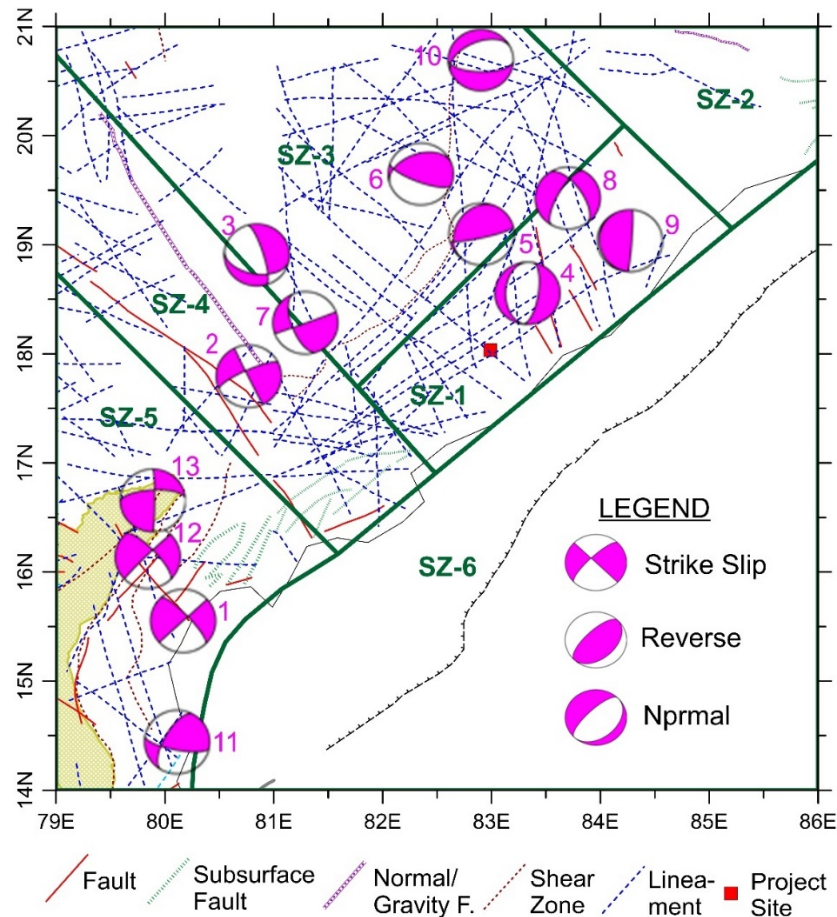 21N
20N
19N
18N
17N
16N
15N
14N
79E
80E
81E
82E
83E
84E
85E
86E
10
SZ-2
SZ-3
6
8
3
9
5
4
SZ-4
7
2
SZ-1
SZ-5
13
12
1
11
SZ-6
LEGEND
Strike Slip
Reverse
Nprmal
Fault
Subsurface
Fault
Normal/
Gravity F.
Shear
Zone
Linea-
ment
Project
Site